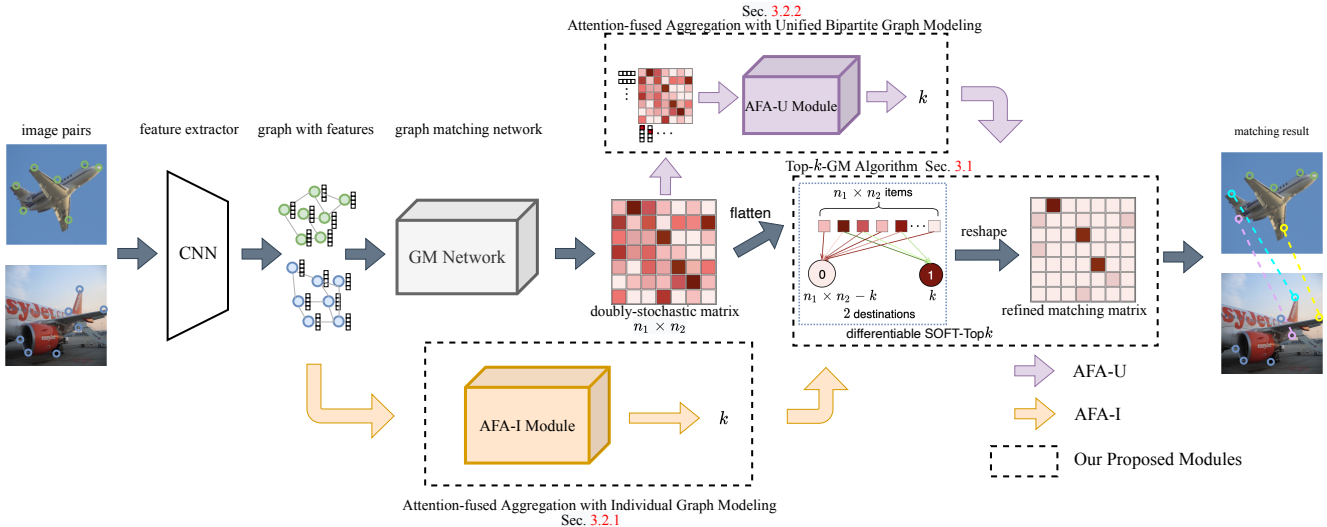 Sec. 3.2.2
Attention-fused Aggregation with Unified Bipartite Graph Modeling
AFA-U Module
k
image pairs
feature extractor
graph with features
graph matching network
matching result
CNN
GM Network
doubly-stochastic matrix
n₁ × n₂
flatten
Top-k-GM Algorithm Sec. 3.1
n₁ × n₂ items
0
1
n₁ × n₂ − k
k
2 destinations
differentiable SOFT-Topk
reshape
refined matching matrix
syJet
easyJet
AFA-I Module
k
Attention-fused Aggregation with Individual Graph Modeling
Sec. 3.2.1
AFA-U
AFA-I
Our Proposed Modules